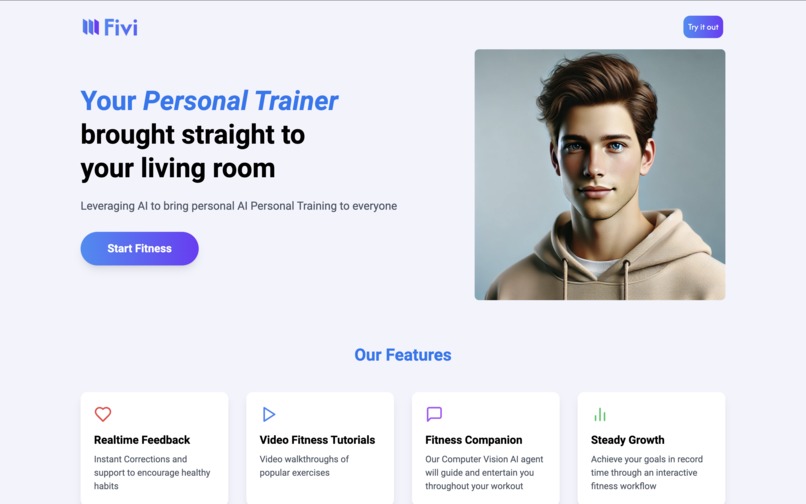 Fivi
Try it out
Your Personal Trainer
brought straight to
your living room
Leveraging AI to bring personal AI Personal Training to everyone
Start Fitness
Our Features
Realtime Feedback
Instant Corrections and
support to encourage healthy
habits
Video Fitness Tutorials
Video walkthroughs of
popular exercises
Fitness Companion
Our Computer Vision AI agent
will guide and entertain you
throughout your workout
Steady Growth
Achieve your goals in record
time through an interactive
fitness workflow